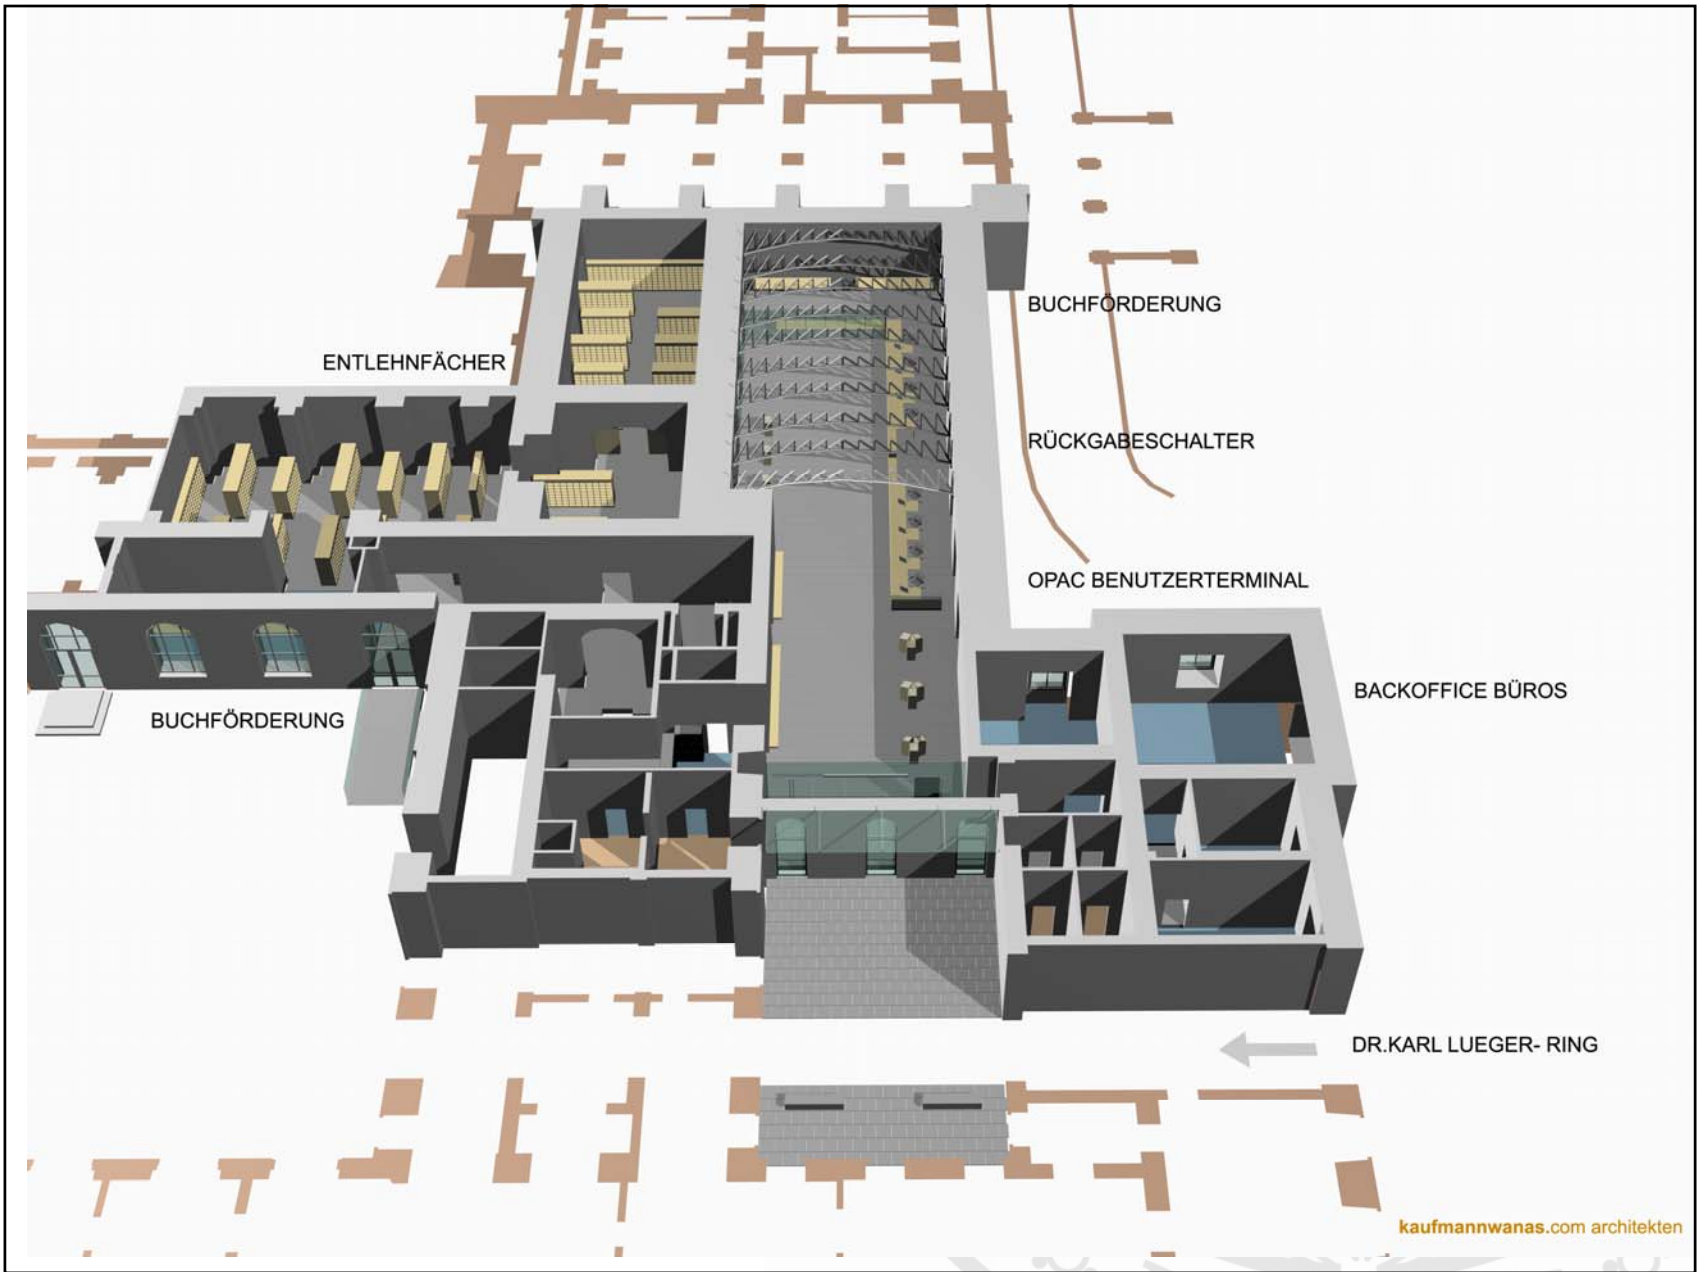 BUCHFÖRDERUNG
ENTLEHNFÄCHER
RÜCKGABESCHALTER
OPAC BENUTZERTERMINAL
BACKOFFICE BÜROS
BUCHFÖRDERUNG
DR.KARL LUEGER- RING
kaufmannwanas.com architekten